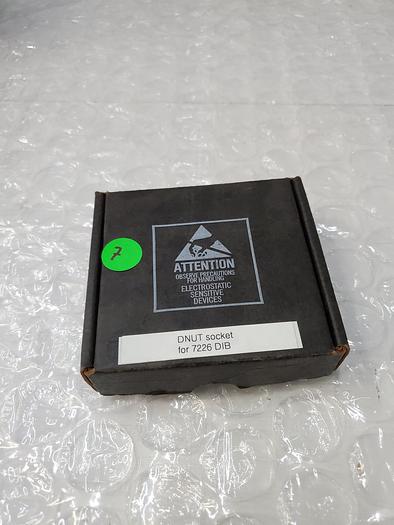 7
ATTENTION
OBSERVE PRECAUTIONS
FOR HANDLING
ELECTROSTATIC
SENSITIVE
DEVICES
DNUT socket
for 7226 DIB